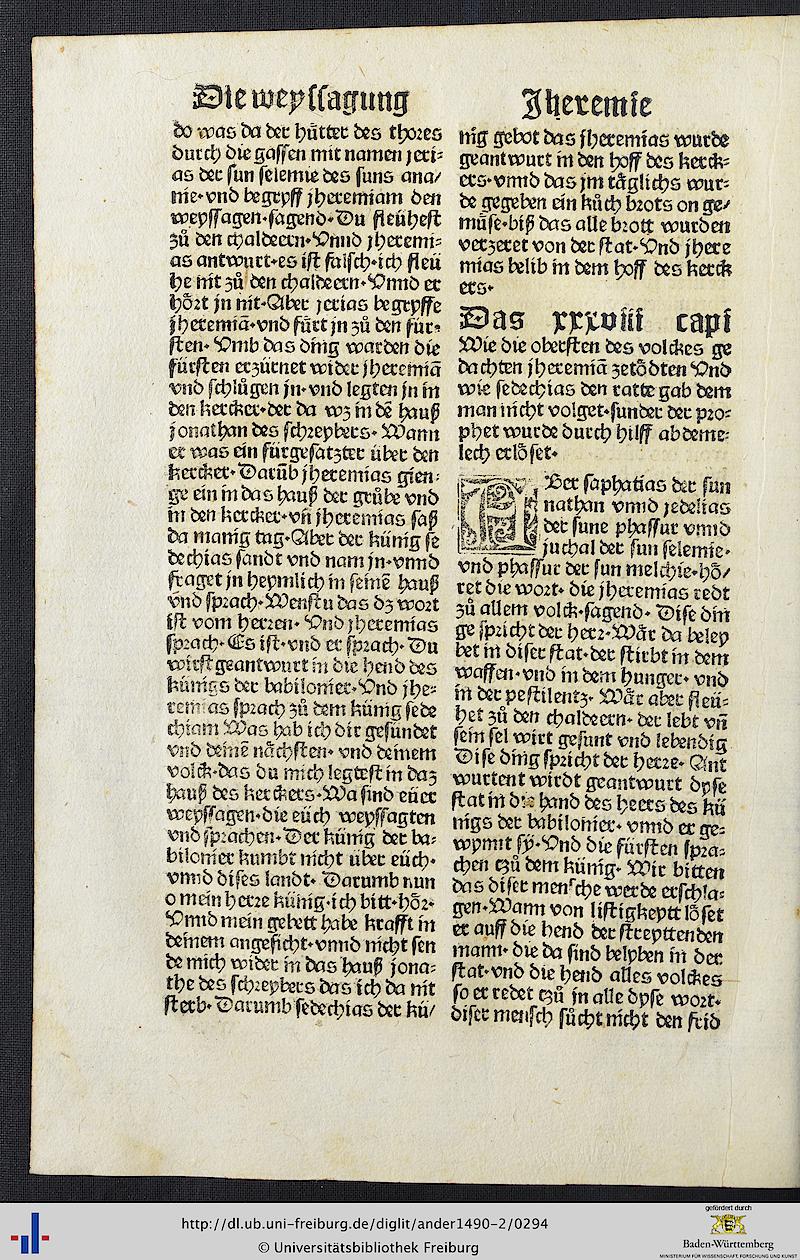 Die weyssagung
do was da der hu̇tter des thores
durch die gassen mit namen jeri-
as der sun selemie des suns ana/
nie·vnd begryff jheremiam den
weyssagen·sagend·Du fleühest
zů den chaldeern·Vnnd jheremi-
as antwurt·es ist falsch·ich fleü
he nit zů den chaldeern·Vnnd er
hört jn nit·Aber jerias begryffe
jheremiā·vnd fürt jn zů den für-
sten·Vmb das ding warden die
fürsten erzürnet wider jheremiā
vnd schlůgen jn·vnd legten jn in
den kercker·der da wz in dē hauß
jonathan des schreybers·Wann
er was ein fürgesatzter über den
kercker·Darūb jheremias gien-
ge ein in das hauß der grůbe vnd
in den kercker·vn̄ jheremias saß
da manig tag·Aber der künig se
dechias sandt vnd nam jn·vnnd
fraget jn heymlich in seinē hauß
vnd sprach·Wenstu das dz wort
ist vom herren·Vnd jheremias
sprach·Es ist·vnd er sprach·Du
wirst geantwurt in die hend des
künigs der babilonier·Vnd jhe-
remias sprach zů dem künig sede
chiam Was hab ich dir gesündet
vnd deinē nächsten·vnd deinem
volck·das du mich legtest in daz
hauß des kerckers·Wa sind eüer
weyssagen·die eüch weyssagten
vnd sprachen·Der künig der ba-
bilonier kumbt nicht über eüch·
vnnd dises landt·Darumb nun
o mein herre künig·ich bitt·hör·
Vnnd mein gebett habe krafft in
deinem angesicht·vnnd nicht sen
de mich wider in das hauß jona-
the des schreybers das ich da nit
sterb·Darumb sedechias der kü/
Jheremie
nig gebot das jheremias wurde
geantwurt in den hoff des kerck-
ers·vnnd das jm täglichs wur-
de gegeben ein kůch brots on ge/
můse·biß das alle brott wurden
verzeret von der stat·Vnd jhere
mias belib in dem hoff des kerck
ers·
Das xxxviii capi
Wie die obersten des volckes ge
dachten jheremiā zetödten Vnd
wie sedechias den ratte gab dem
man nicht volget·sunder der pro-
phet wurde durch hilff abdeme-
lech erlöset·
ABer saphatias der sun
nathan vnnd jedelias
der sune phassur vnnd
juchal der sun selemie·
vnd phassur der sun melchie·hö/
ret die wort·die jheremias redt
zů allem volck·sagend·Dise din
ge spricht der herr·Wär da beley
bet in diser stat·der stirbt in dem
waffen·vnd in dem hunger·vnd
in der pestilentz·Wär aber fleü-
het zů den chaldeern·der lebt vn̄
sein sel wirt gesunt vnd lebendig
Dise ding spricht der herre·Ant
wurtent wirdt geantwurt dyse
stat in die hand des heers des kü
nigs der babilonier·vnnd er ge-
wynnt sy·Vnd die fürsten spra-
chen tzů dem künig·Wir bitten
das diser mensche werde erschla-
gen·Wann von listigkeytt löset
er auff die hend der streyttenden
mann·die da sind belyben in der
stat·vnd die hend alles volckes
so er redet tzů jn alle dyse wort·
diser mensch sůcht nicht den frid
http://dl.ub.uni-freiburg.de/diglit/ander1490-2/0294
© Universitätsbibliothek Freiburg
gefördert durch
Baden-Württemberg
MINISTERIUM FÜR WISSENSCHAFT, FORSCHUNG UND KUNST